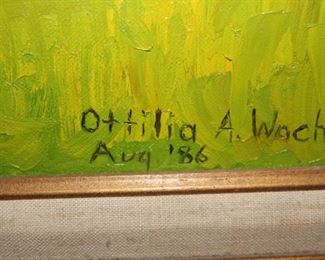 Ottilia A. Wach
Aug '86